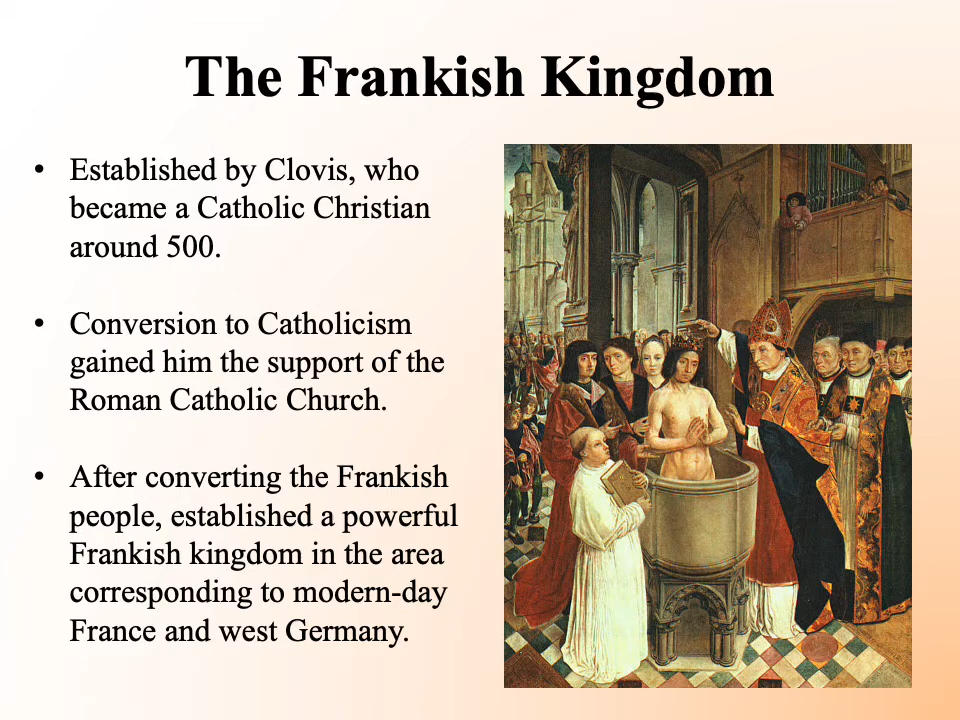 The Frankish Kingdom
• Established by Clovis, who
became a Catholic Christian
around 500.
• Conversion to Catholicism
gained him the support of the
Roman Catholic Church.
• After converting the Frankish
people, established a powerful
Frankish kingdom in the area
corresponding to modern-day
France and west Germany.